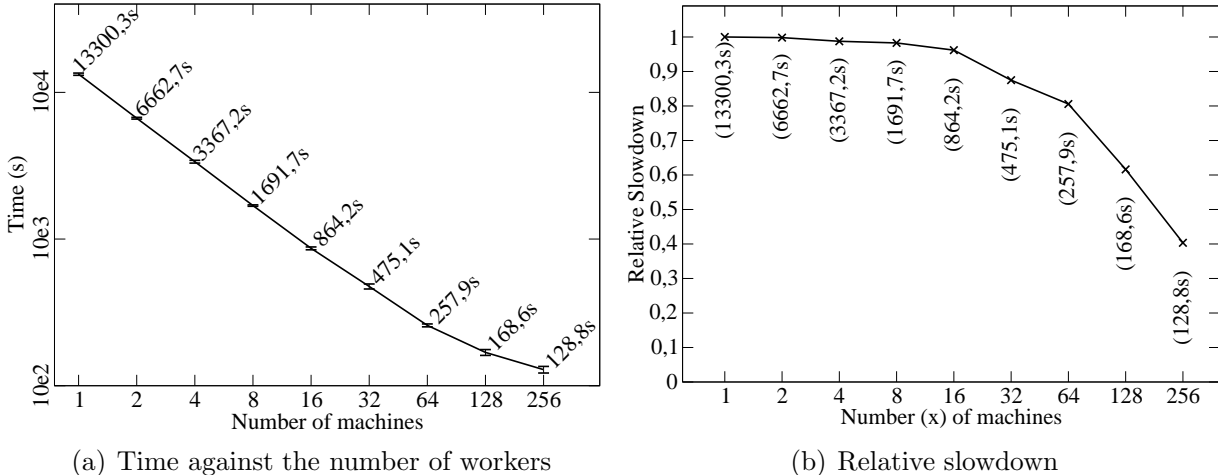 10e4
10e3
10e2
Time (s)
13300,3s
6662,7s
3367,2s
1691,7s
864,2s
475,1s
257,9s
168,6s
128,8s
1 2 4 8 16 32 64 128 256
Number of machines
(a) Time against the number of workers
1
0,9
0,8
0,7
0,6
0,5
0,4
0,3
0,2
0,1
0
Relative Slowdown
(13300,3s)
(6662,7s)
(3367,2s)
(1691,7s)
(864,2s)
(475,1s)
(257,9s)
(168,6s)
(128,8s)
1 2 4 8 16 32 64 128 256
Number (x) of machines
(b) Relative slowdown